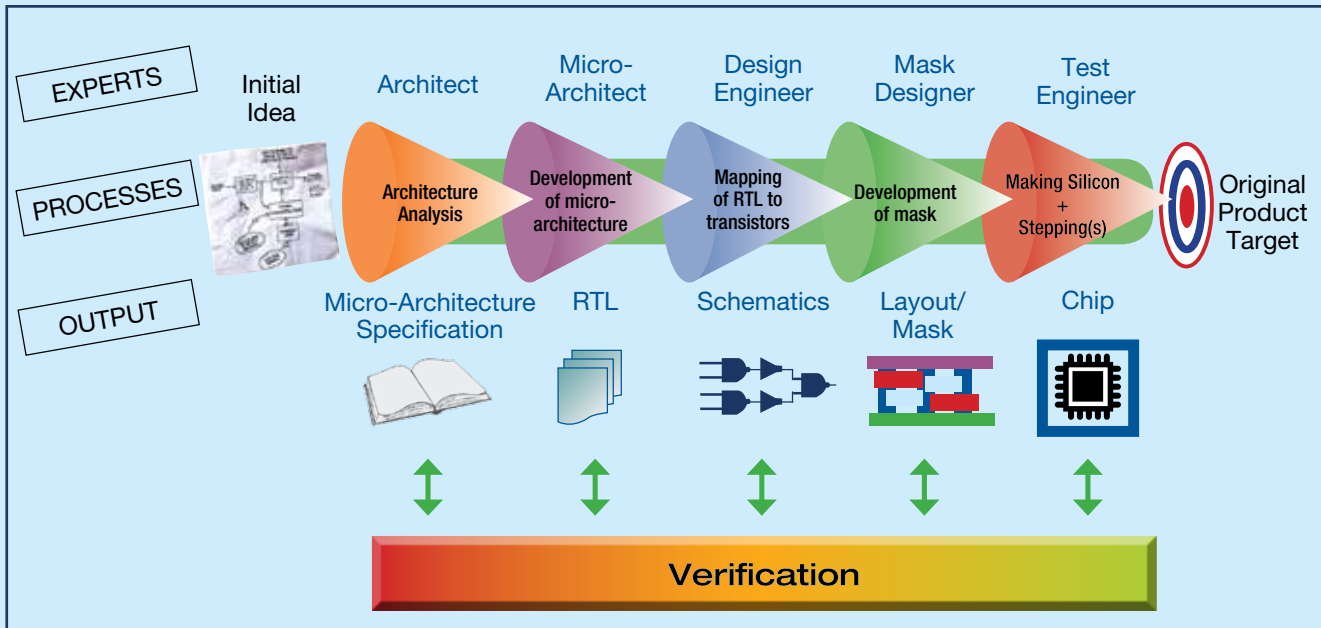 EXPERTS
Initial
Idea
Architect
Micro-
Architect
Design
Engineer
Mask
Designer
Test
Engineer
PROCESSES
Architecture
Analysis
Development
of micro-
architecture
Mapping
of RTL to
transistors
Development
of mask
Making Silicon
+
Stepping(s)
Original
Product
Target
OUTPUT
Micro-Architecture
Specification
RTL
Schematics
Layout/
Mask
Chip
Verification